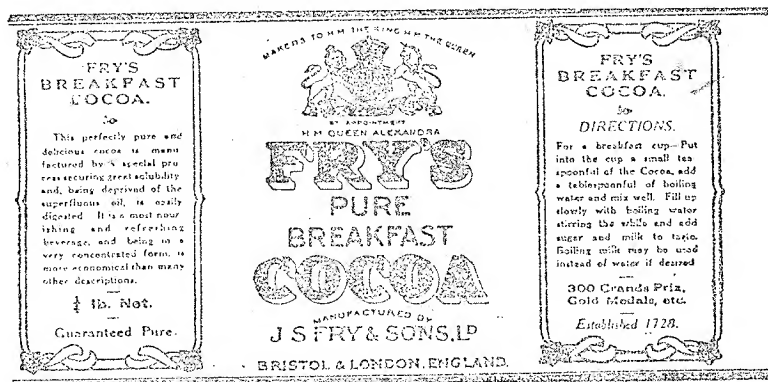 FRY'S
BREAKFAST
COCOA.
This perfectly pure and
delicious cocoa is manu
factured by a special pro
cess securing great solubility
and, being deprived of the
superfluous oil, is easily
digested It is a most nour
ishing and refreshing
beverage, and being in a
very concentrated form, is
more economical than many
other descriptions.
¼ lb. Net.
Guaranteed Pure.
MAKERS TO H M THE KING H M THE QUEEN
BY APPOINTMENT
H M QUEEN ALEXANDRA
FRY'S
PURE
BREAKFAST
COCOA
MANUFACTURED BY
J S FRY & SONS, LD
BRISTOL & LONDON, ENGLAND.
FRY'S
BREAKFAST
COCOA.
DIRECTIONS.
For a breakfast cup—Put
into the cup a small tea
spoonful of the Cocoa, add
a tablespoonful of boiling
water and mix well. Fill up
slowly with boiling water
stirring the while and add
sugar and milk to taste.
Boiling milk may be used
instead of water if desired
300 Grands Prix,
Gold Medals, etc.
Established 1728.